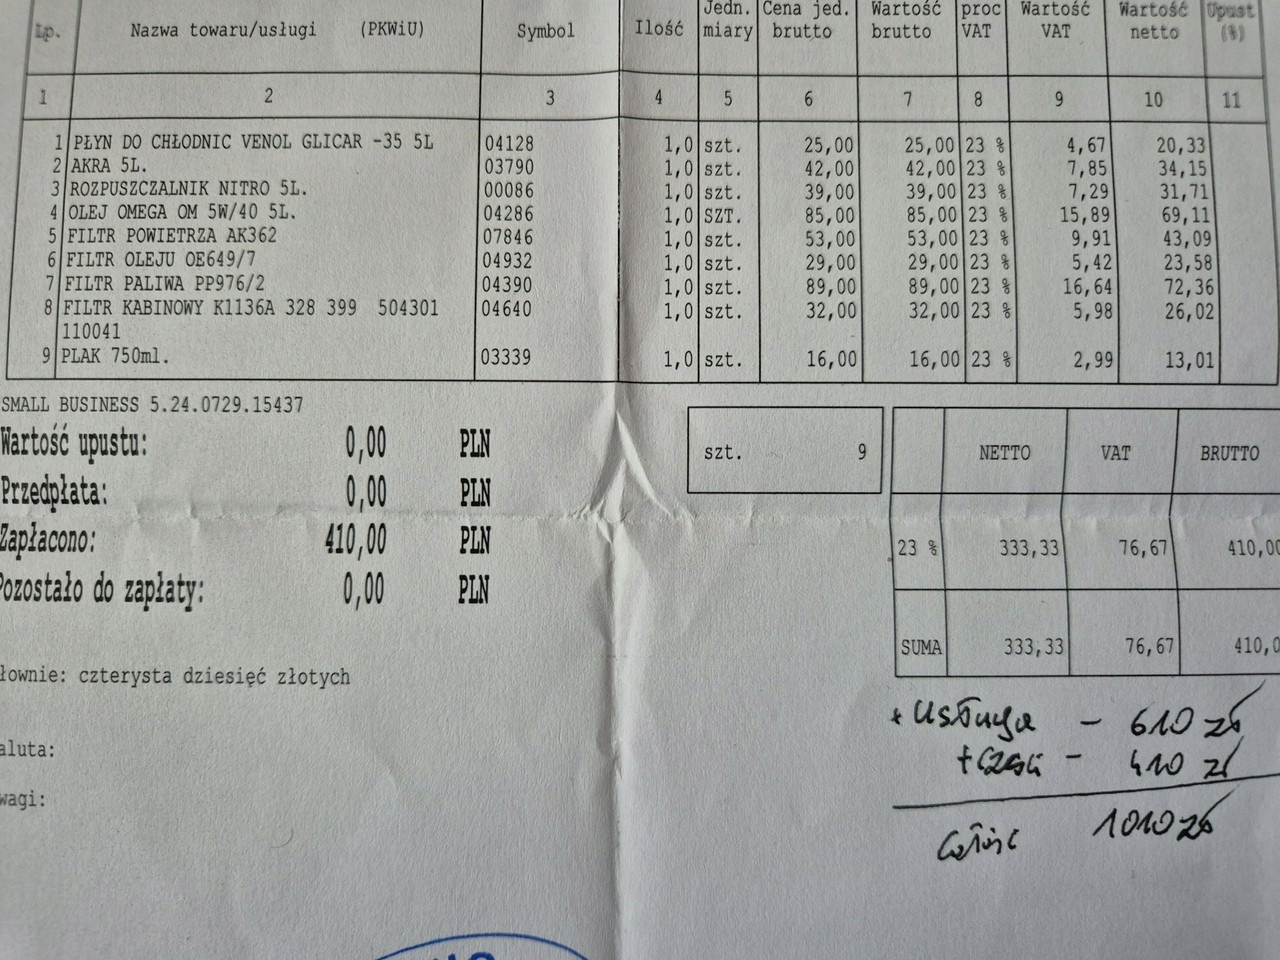 Lp. Nazwa towaru/usługi (PKWiU) Symbol Ilość Jedn. miary Cena jed. brutto Wartość brutto proc VAT Wartość VAT Wartość netto Upust (%)
1 2 3 4 5 6 7 8 9 10 11
1 PŁYN DO CHŁODNIC VENOL GLICAR -35 5L 04128 1,0 szt. 25,00 25,00 23 % 4,67 20,33
2 AKRA 5L. 03790 1,0 szt. 42,00 42,00 23 % 7,85 34,15
3 ROZPUSZCZALNIK NITRO 5L. 00086 1,0 szt. 39,00 39,00 23 % 7,29 31,71
4 OLEJ OMEGA OM 5W/40 5L. 04286 1,0 SZT. 85,00 85,00 23 % 15,89 69,11
5 FILTR POWIETRZA AK362 07846 1,0 szt. 53,00 53,00 23 % 9,91 43,09
6 FILTR OLEJU OE649/7 04932 1,0 szt. 29,00 29,00 23 % 5,42 23,58
7 FILTR PALIWA PP976/2 04390 1,0 szt. 89,00 89,00 23 % 16,64 72,36
8 FILTR KABINOWY K1136A 328 399 504301 04640 1,0 szt. 32,00 32,00 23 % 5,98 26,02
110041
9 PLAK 750ml. 03339 1,0 szt. 16,00 16,00 23 % 2,99 13,01
SMALL BUSINESS 5.24.0729.15437
Wartość upustu: 0,00 PLN
Przedpłata: 0,00 PLN
Zapłacono: 410,00 PLN
Pozostało do zapłaty: 0,00 PLN
szt. 9
NETTO VAT BRUTTO
23 % 333,33 76,67 410,00
SUMA 333,33 76,67 410,0
łownie: czterysta dziesięć złotych
aluta:
wagi:
+ Usługa - 610 zł
+ Części - 410 zł
Całość 1010 zł